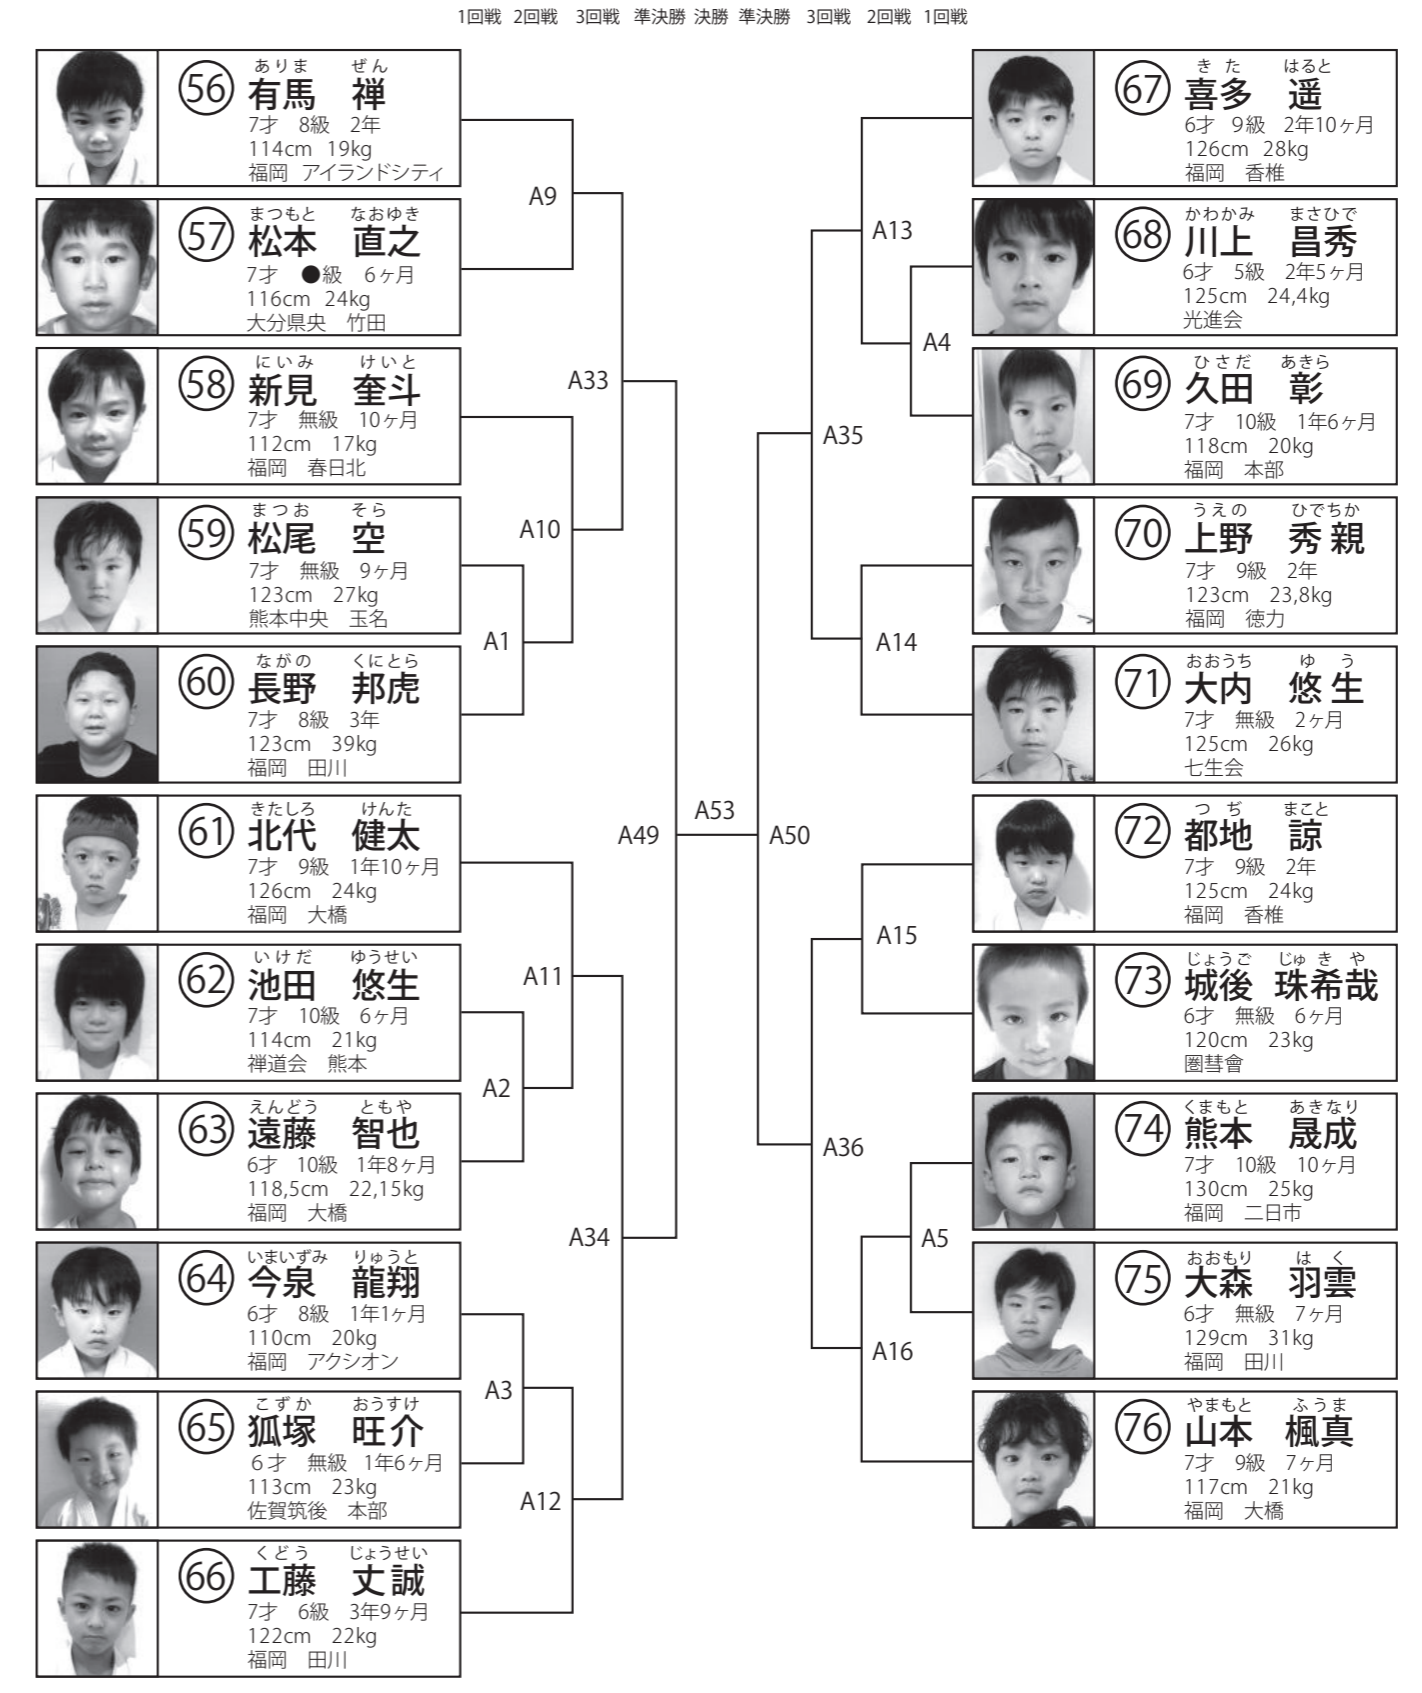 1回戦 2回戦 3回戦 準決勝 決勝 準決勝 3回戦 2回戦 1回戦
56
ありま ぜん
有馬 禅
7才 8級 2年
114cm 19kg
福岡 アイランドシティ
57
まつもと なおゆき
松本 直之
7才 ●級 6ヶ月
116cm 24kg
大分県央 竹田
58
にいみ けいと
新見 奎斗
7才 無級 10ヶ月
112cm 17kg
福岡 春日北
59
まつお そら
松尾 空
7才 無級 9ヶ月
123cm 27kg
熊本中央 玉名
60
ながの くにとら
長野 邦虎
7才 8級 3年
123cm 39kg
福岡 田川
61
きたしろ けんた
北代 健太
7才 9級 1年10ヶ月
126cm 24kg
福岡 大橋
62
いけだ ゆうせい
池田 悠生
7才 10級 6ヶ月
114cm 21kg
禅道会 熊本
63
えんどう ともや
遠藤 智也
6才 10級 1年8ヶ月
118,5cm 22,15kg
福岡 大橋
64
いまいずみ りゅうと
今泉 龍翔
6才 8級 1年1ヶ月
110cm 20kg
福岡 アクシオン
65
こずか おうすけ
狐塚 旺介
6才 無級 1年6ヶ月
113cm 23kg
佐賀筑後 本部
66
くどう じょうせい
工藤 丈誠
7才 6級 3年9ヶ月
122cm 22kg
福岡 田川
A9
A33
A10
A1
A49
A11
A2
A34
A3
A12
A53
A50
A13
A4
A35
A14
A15
A36
A5
A16
67
きた はると
喜多 遥
6才 9級 2年10ヶ月
126cm 28kg
福岡 香椎
68
かわかみ まさひで
川上 昌秀
6才 5級 2年5ヶ月
125cm 24,4kg
光進会
69
ひさだ あきら
久田 彰
7才 10級 1年6ヶ月
118cm 20kg
福岡 本部
70
うえの ひでちか
上野 秀親
7才 9級 2年
123cm 23,8kg
福岡 徳力
71
おおうち ゆう
大内 悠生
7才 無級 2ヶ月
125cm 26kg
七生会
72
つぢ まこと
都地 諒
7才 9級 2年
125cm 24kg
福岡 香椎
73
じょうご じゅきや
城後 珠希哉
6才 無級 6ヶ月
120cm 23kg
圏彗會
74
くまもと あきなり
熊本 晟成
7才 10級 10ヶ月
130cm 25kg
福岡 二日市
75
おおもり はく
大森 羽雲
6才 無級 7ヶ月
129cm 31kg
福岡 田川
76
やまもと ふうま
山本 楓真
7才 9級 7ヶ月
117cm 21kg
福岡 大橋